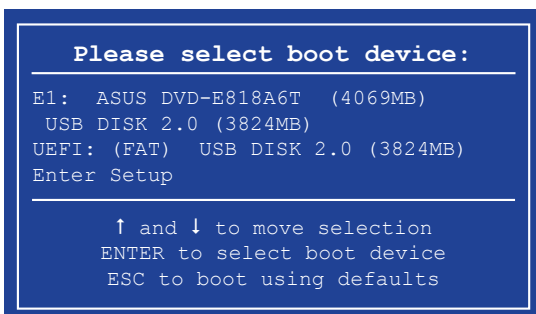 Please select boot device:
E1: ASUS DVD-E818A6T (4069MB)
USB DISK 2.0 (3824MB)
UEFI: (FAT) USB DISK 2.0 (3824MB)
Enter Setup
↑ and ↓ to move selection
ENTER to select boot device
ESC to boot using defaults